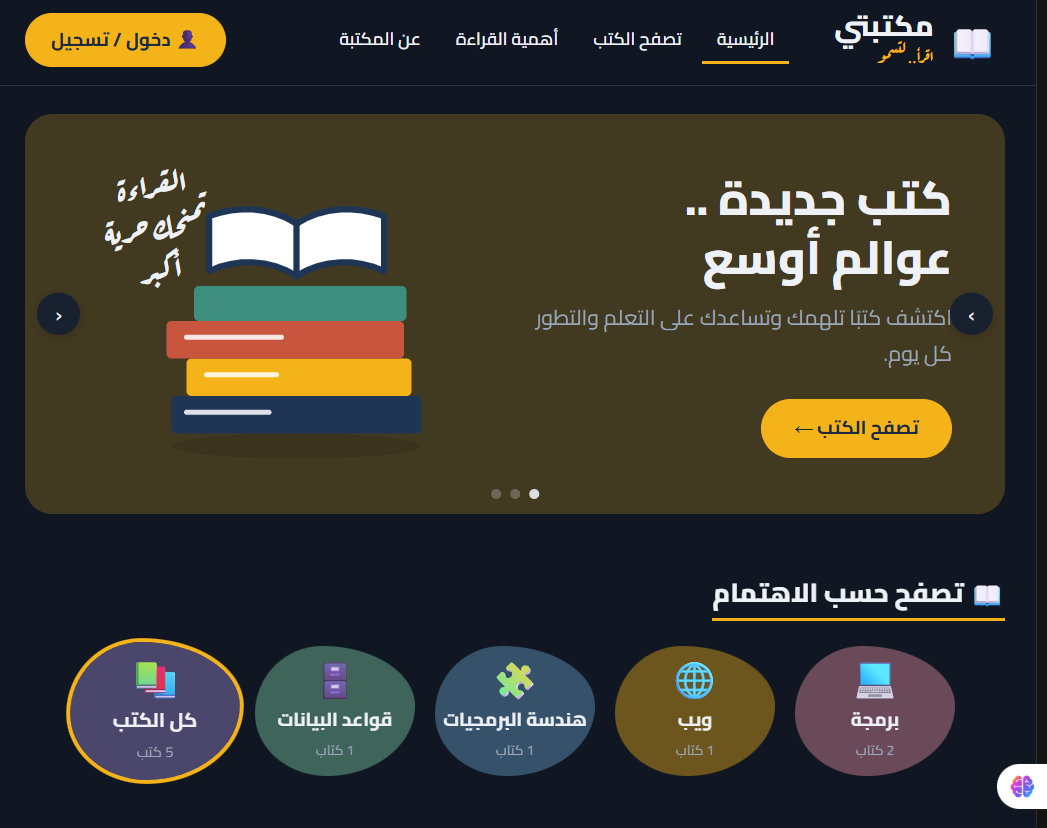 مكتبتي
اقرأ.. لتسمو
الرئيسية
تصفح الكتب
أهمية القراءة
عن المكتبة
دخول / تسجيل
كتب جديدة ..
عوالم أوسع
اكتشف كتبًا تلهمك وتساعدك على التعلم والتطور
كل يوم.
تصفح الكتب ←
القراءة
تمنحك حرية
أكبر
تصفح حسب الاهتمام
برمجة
2 كتاب
ويب
1 كتاب
هندسة البرمجيات
1 كتاب
قواعد البيانات
1 كتاب
كل الكتب
5 كتب